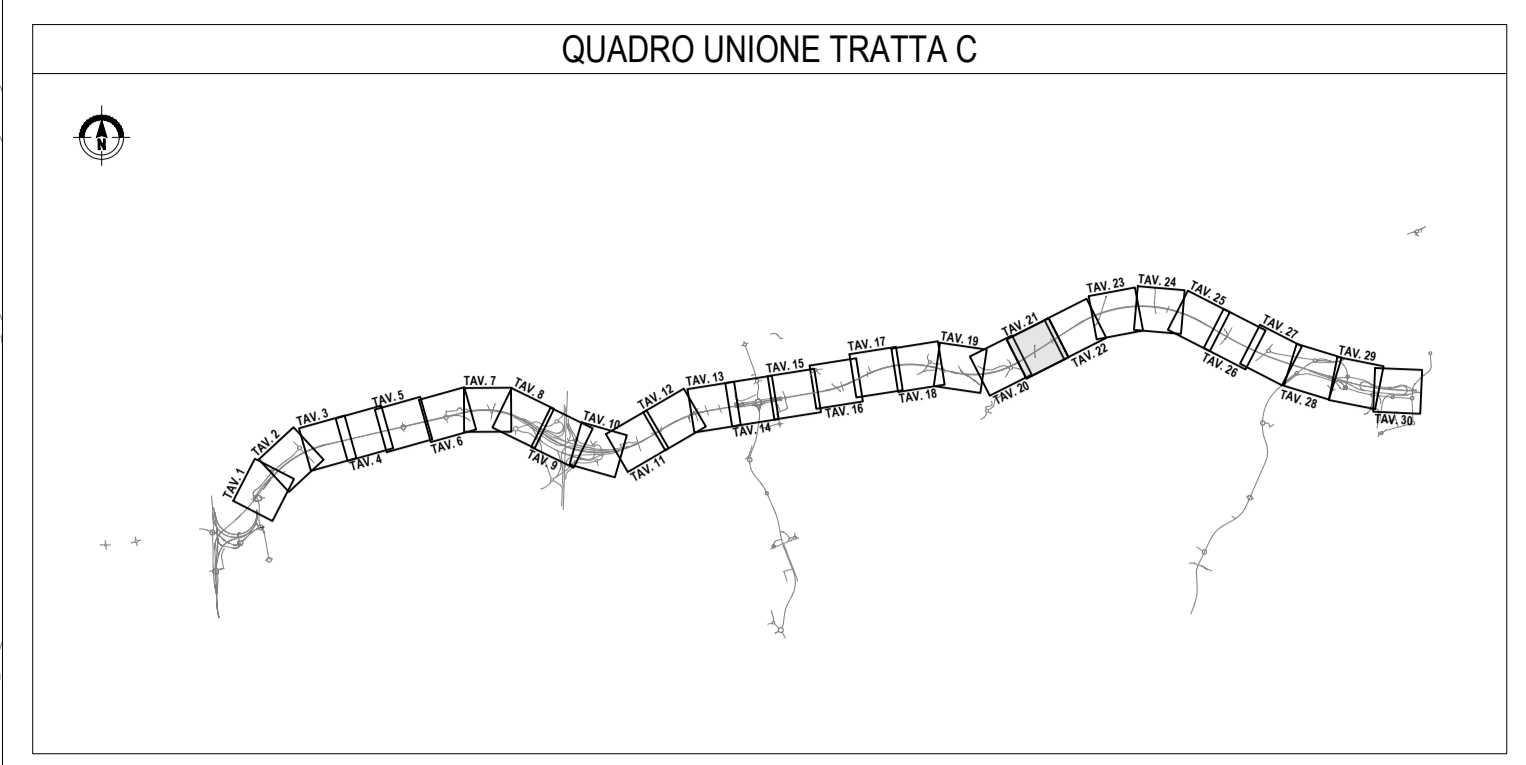 QUADRO UNIONE TRATTA C
N
TAV. 1
TAV. 2
TAV. 3
TAV. 4
TAV. 5
TAV. 6
TAV. 7
TAV. 8
TAV. 9
TAV. 10
TAV. 11
TAV. 12
TAV. 13
TAV. 14
TAV. 15
TAV. 16
TAV. 17
TAV. 18
TAV. 19
TAV. 20
TAV. 21
TAV. 22
TAV. 23
TAV. 24
TAV. 25
TAV. 26
TAV. 27
TAV. 28
TAV. 29
TAV. 30